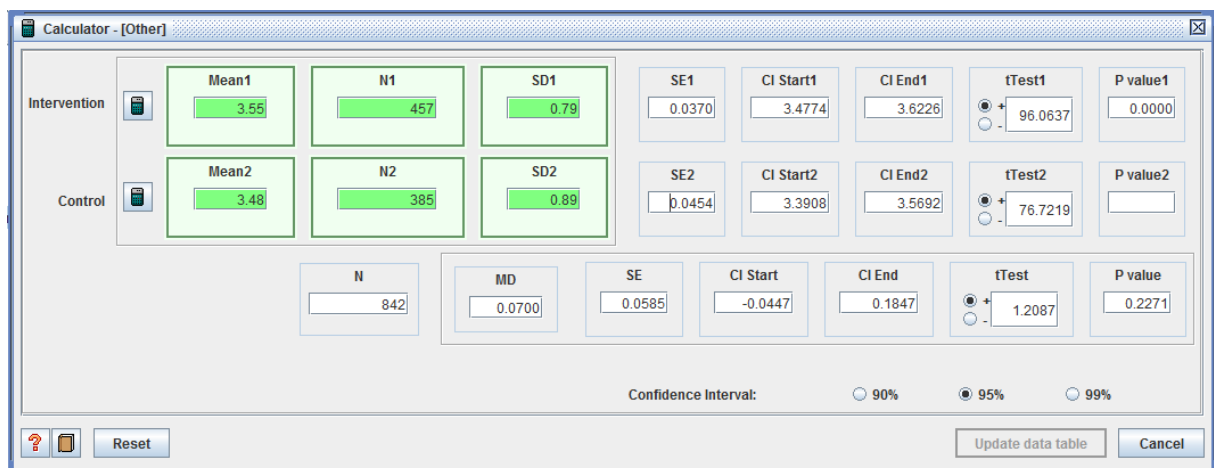 Calculator - [Other]
Mean1 N1 SD1 SE1 CI Start1 CI End1 tTest1 P value1
Intervention 3.55 457 0.79 0.0370 3.4774 3.6226 + - 96.0637 0.0000
Mean2 N2 SD2 SE2 CI Start2 CI End2 tTest2 P value2
Control 3.48 385 0.89 0.0454 3.3908 3.5692 + - 76.7219
N MD SE CI Start CI End tTest P value
842 0.0700 0.0585 -0.0447 0.1847 + - 1.2087 0.2271
Confidence Interval: 90% 95% 99%
? Reset Update data table Cancel